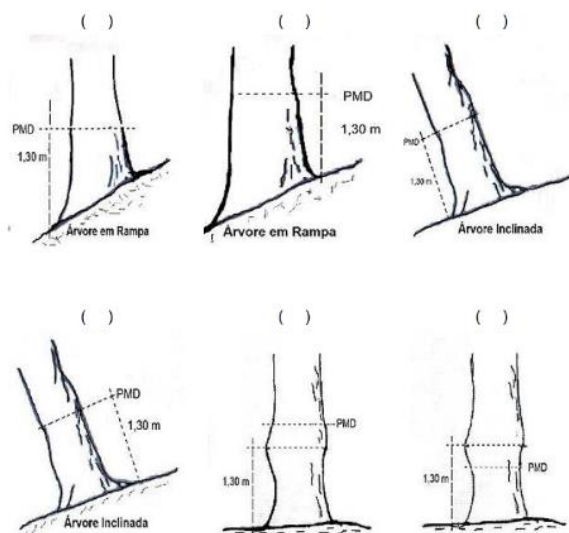 ( ) ( ) ( )
PMD
1,30 m
Árvore em Rampa
PMD
1,30 m
Árvore em Rampa
PMD
1,30 m
Árvore Inclinada
( ) ( ) ( )
PMD
1,30 m
Árvore Inclinada
PMD
1,30 m
PMD
1,30 m